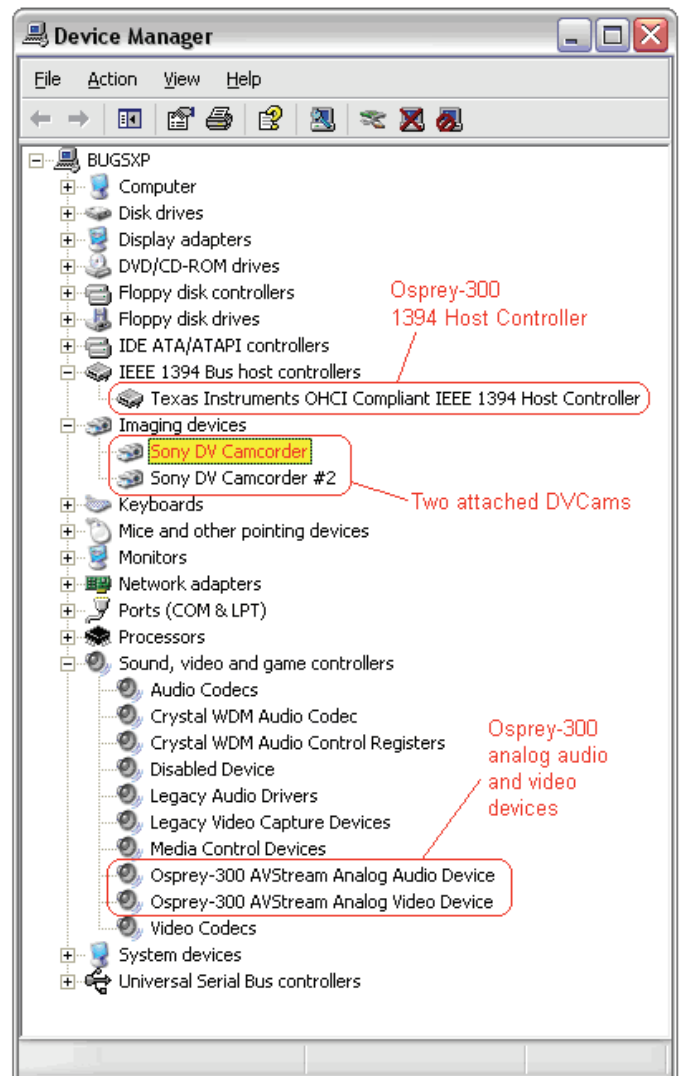 Device Manager
File Action View Help
BUGSXP
Computer
Disk drives
Display adapters
DVD/CD-ROM drives
Floppy disk controllers
Osprey-300
1394 Host Controller
Floppy disk drives
IDE ATA/ATAPI controllers
IEEE 1394 Bus host controllers
Texas Instruments OHCI Compliant IEEE 1394 Host Controller
Imaging devices
Sony DV Camcorder
Sony DV Camcorder #2
Two attached DVCams
Keyboards
Mice and other pointing devices
Monitors
Network adapters
Ports (COM & LPT)
Processors
Sound, video and game controllers
Audio Codecs
Crystal WDM Audio Codec
Crystal WDM Audio Control Registers
Disabled Device
Legacy Audio Drivers
Legacy Video Capture Devices
Media Control Devices
Osprey-300
analog audio
and video
devices
Osprey-300 AVStream Analog Audio Device
Osprey-300 AVStream Analog Video Device
Video Codecs
System devices
Universal Serial Bus controllers